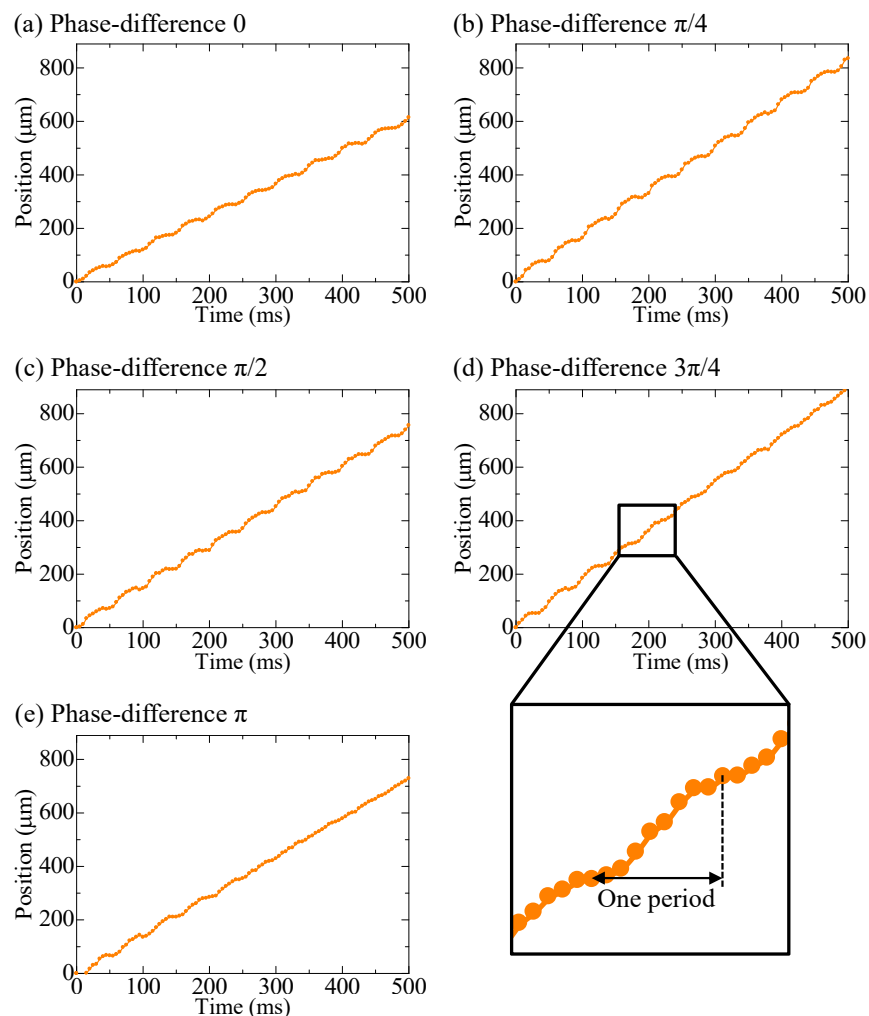 (a) Phase-difference 0
800
600
400
200
0
Position (μm)
0 100 200 300 400 500
Time (ms)
(b) Phase-difference π/4
800
600
400
200
0
Position (μm)
0 100 200 300 400 500
Time (ms)
(c) Phase-difference π/2
800
600
400
200
0
Position (μm)
0 100 200 300 400 500
Time (ms)
(d) Phase-difference 3π/4
800
600
400
200
0
Position (μm)
0 100 200 300 400 500
Time (ms)
One period
(e) Phase-difference π
800
600
400
200
0
Position (μm)
0 100 200 300 400 500
Time (ms)